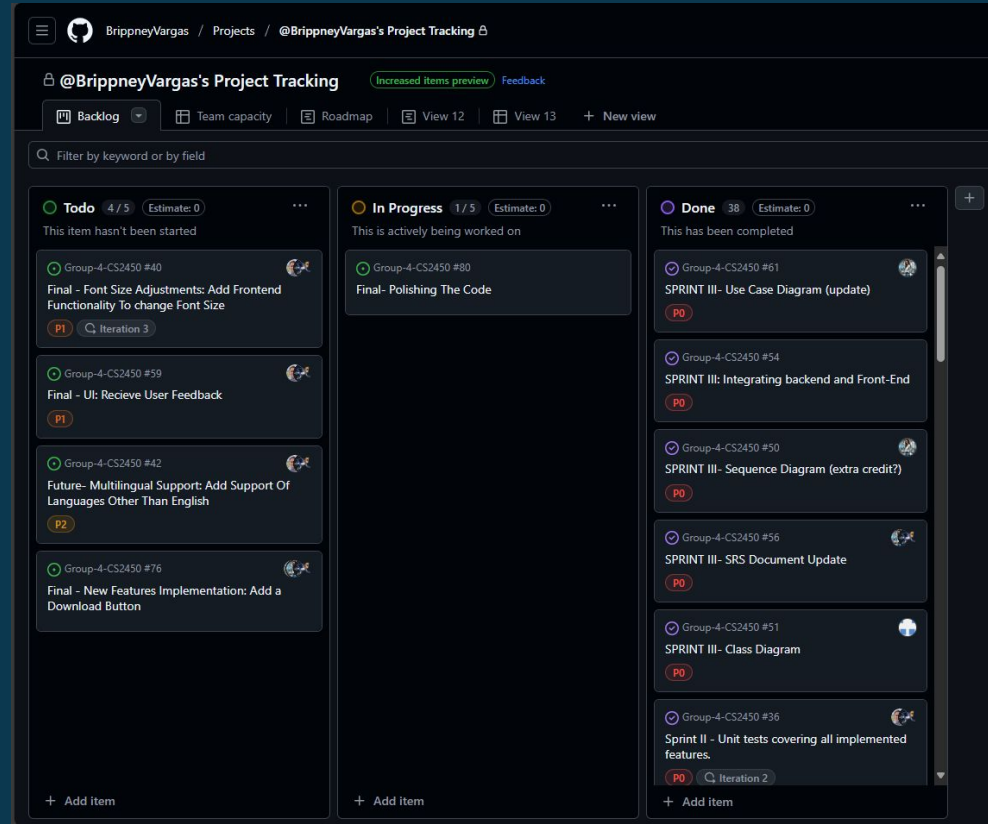 BrippneyVargas / Projects / @BrippneyVargas's Project Tracking
@BrippneyVargas's Project Tracking Increased items preview Feedback
Backlog Team capacity Roadmap View 12 View 13 + New view
Filter by keyword or by field
Todo 4 / 5 Estimate: 0 ...
This item hasn't been started
Group-4-CS2450 #40
Final - Font Size Adjustments: Add Frontend
Functionality To change Font Size
P1 Iteration 3
Group-4-CS2450 #59
Final - UI: Recieve User Feedback
P1
Group-4-CS2450 #42
Future- Multilingual Support: Add Support Of
Languages Other Than English
P2
Group-4-CS2450 #76
Final - New Features Implementation: Add a
Download Button
+ Add item
In Progress 1 / 5 Estimate: 0 ...
This is actively being worked on
Group-4-CS2450 #80
Final- Polishing The Code
+ Add item
Done 38 Estimate: 0 ...
This has been completed
Group-4-CS2450 #61
SPRINT III- Use Case Diagram (update)
P0
Group-4-CS2450 #54
SPRINT III: Integrating backend and Front-End
P0
Group-4-CS2450 #50
SPRINT III- Sequence Diagram (extra credit?)
P0
Group-4-CS2450 #56
SPRINT III- SRS Document Update
P0
Group-4-CS2450 #51
SPRINT III- Class Diagram
P0
Group-4-CS2450 #36
Sprint II - Unit tests covering all implemented
features.
P0 Iteration 2
+ Add item
+